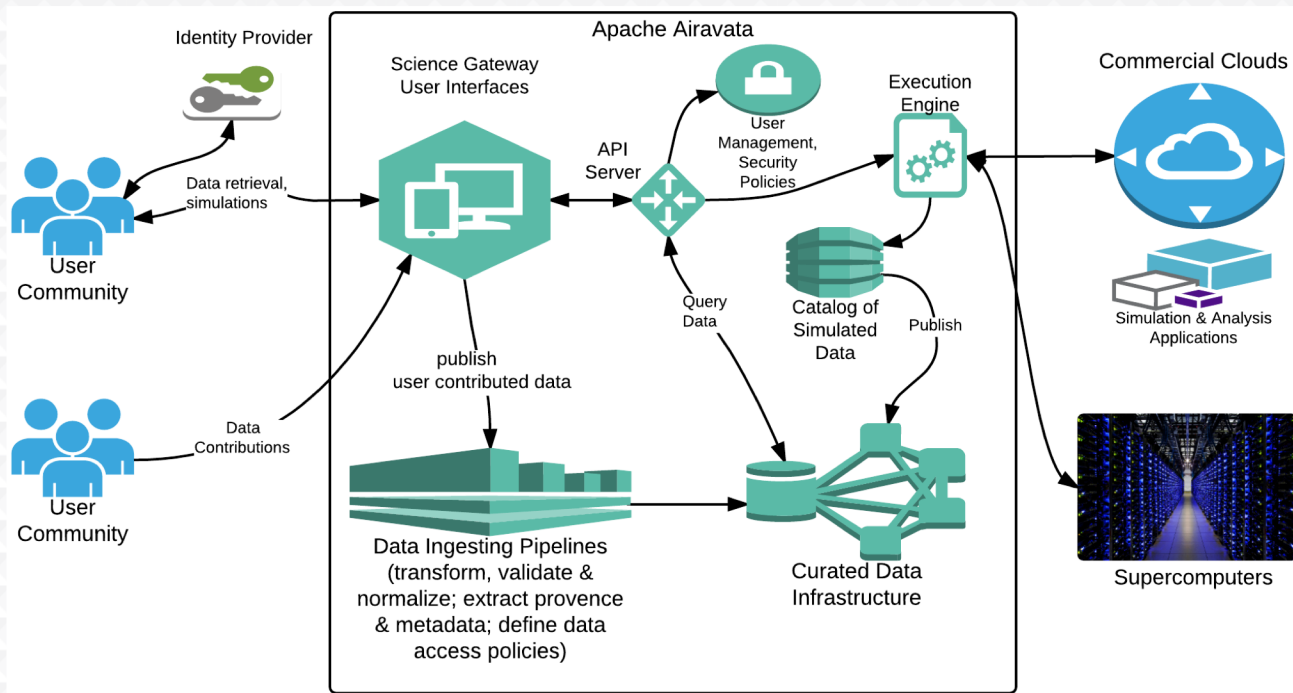 Apache Airavata
Identity Provider
Science Gateway
User Interfaces
Execution
Engine
Commercial Clouds
API
Server
User
Management,
Security
Policies
Data retrieval,
simulations
User
Community
Query
Data
Catalog of
Simulated
Data
Publish
Simulation & Analysis
Applications
publish
user contributed data
Data
Contributions
User
Community
Data Ingesting Pipelines
(transform, validate &
normalize; extract provence
& metadata; define data
access policies)
Curated Data
Infrastructure
Supercomputers